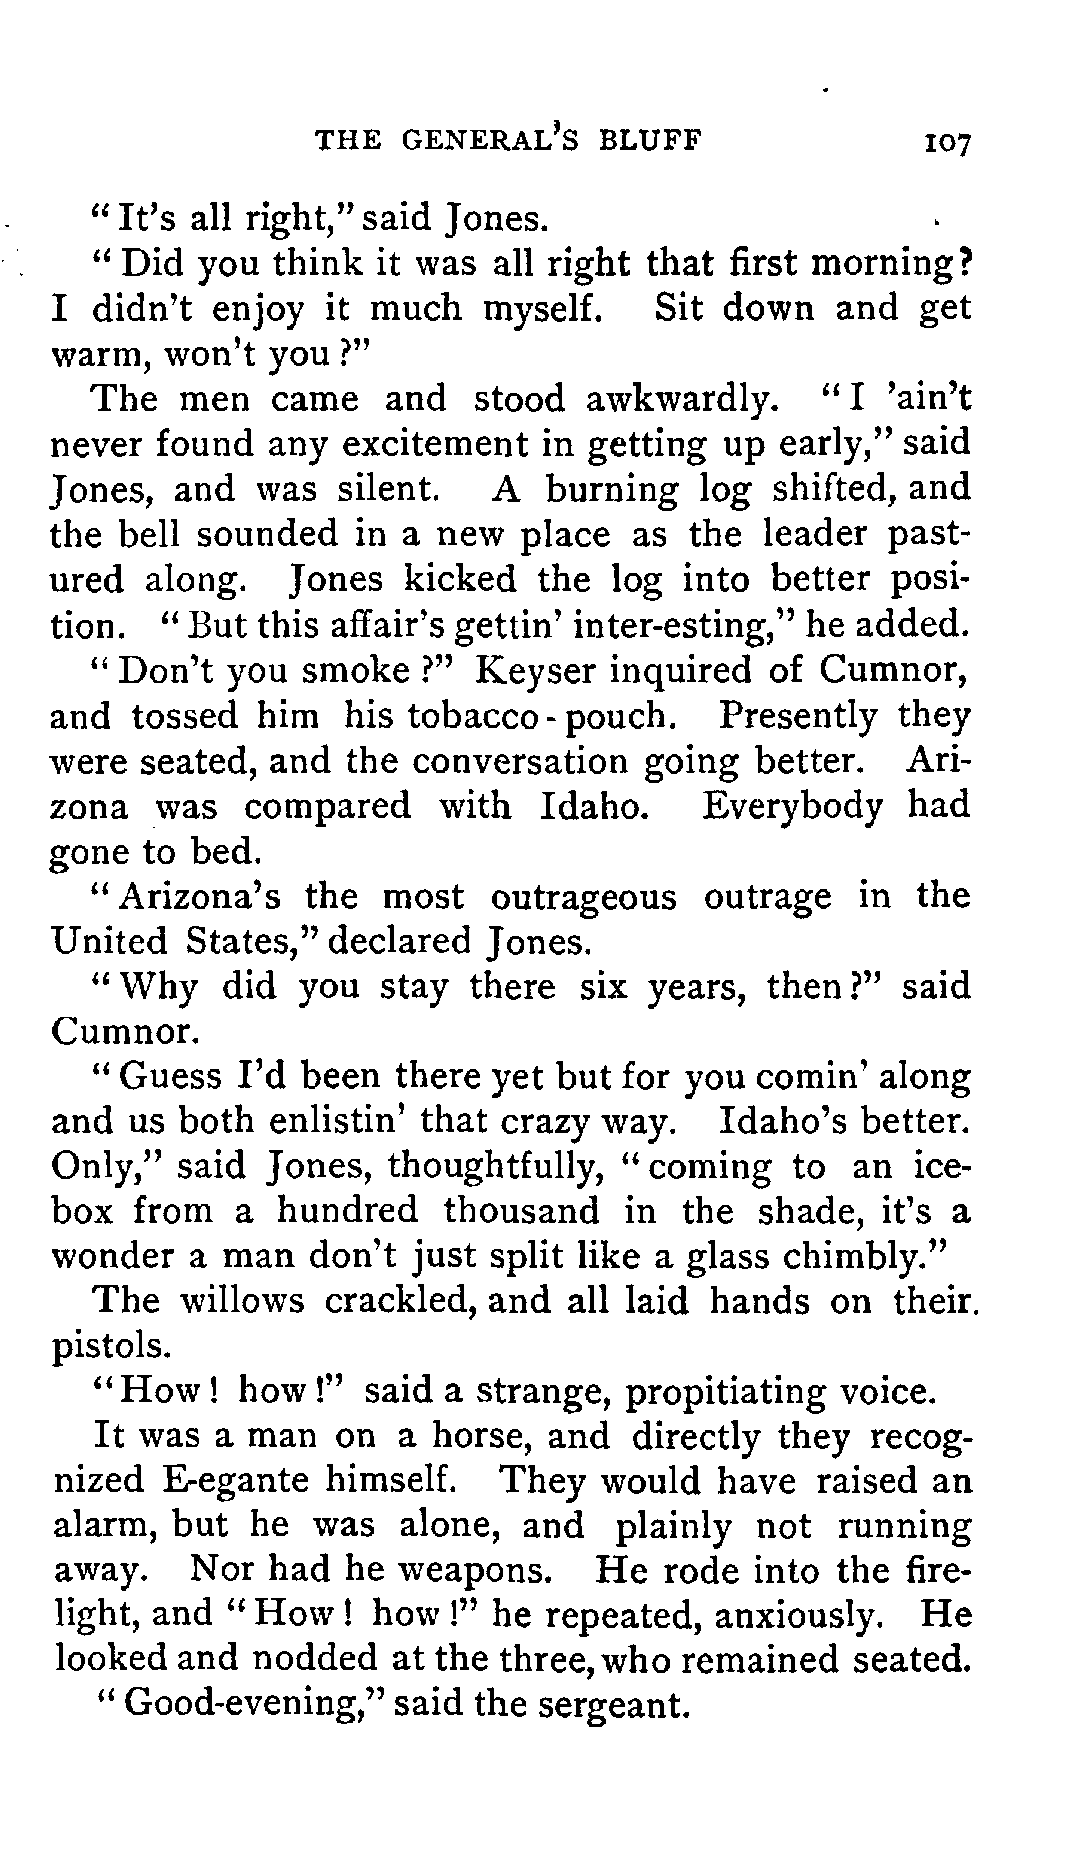 THE GENERAL'S BLUFF 107
"It's all right," said Jones.
"Did you think it was all right that first morning?
I didn't enjoy it much myself. Sit down and get
warm, won't you?"
The men came and stood awkwardly. "I 'ain't
never found any excitement in getting up early," said
Jones, and was silent. A burning log shifted, and
the bell sounded in a new place as the leader past-
ured along. Jones kicked the log into better posi-
tion. "But this affair's gettin' inter-esting," he added.
"Don't you smoke?" Keyser inquired of Cumnor,
and tossed him his tobacco-pouch. Presently they
were seated, and the conversation going better. Ari-
zona was compared with Idaho. Everybody had
gone to bed.
"Arizona's the most outrageous outrage in the
United States," declared Jones.
"Why did you stay there six years, then?" said
Cumnor.
"Guess I'd been there yet but for you comin' along
and us both enlistin' that crazy way. Idaho's better.
Only," said Jones, thoughtfully, "coming to an ice-
box from a hundred thousand in the shade, it's a
wonder a man don't just split like a glass chimbly."
The willows crackled, and all laid hands on their.
pistols.
"How! how!" said a strange, propitiating voice.
It was a man on a horse, and directly they recog-
nized E-egante himself. They would have raised an
alarm, but he was alone, and plainly not running
away. Nor had he weapons. He rode into the fire-
light, and "How! how!" he repeated, anxiously. He
looked and nodded at the three, who remained seated.
"Good-evening," said the sergeant.